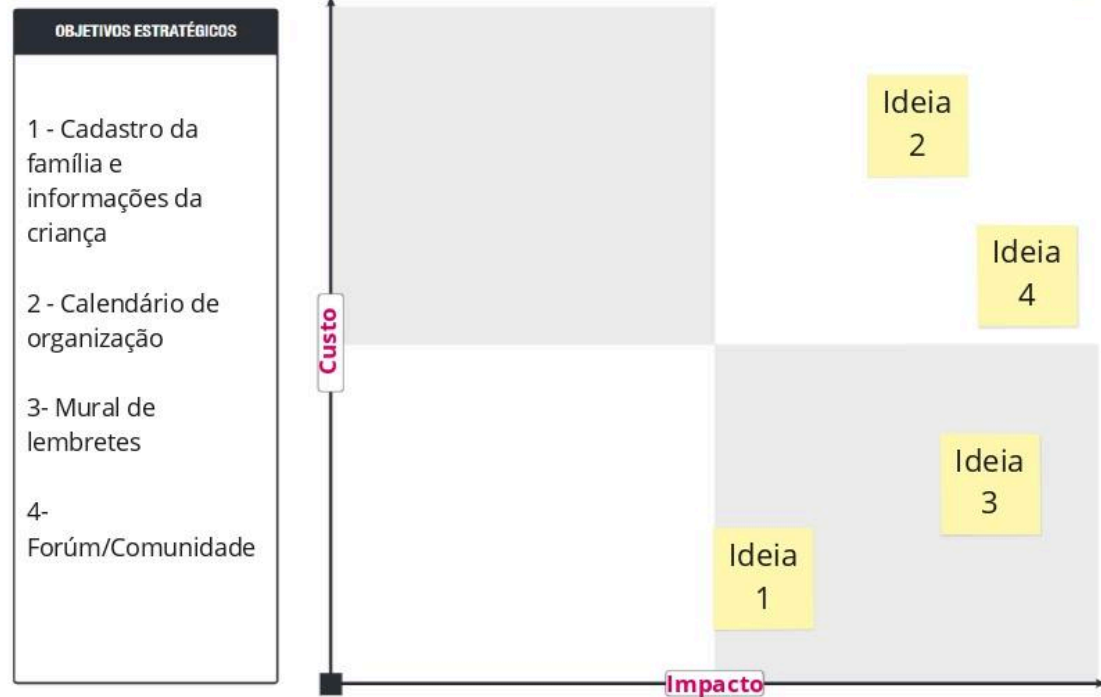 OBJETIVOS ESTRATÉGICOS
1 - Cadastro da
família e
informações da
criança
2 - Calendário de
organização
3- Mural de
lembretes
4-
Forúm/Comunidade
Custo
Ideia
2
Ideia
4
Ideia
3
Ideia
1
Impacto